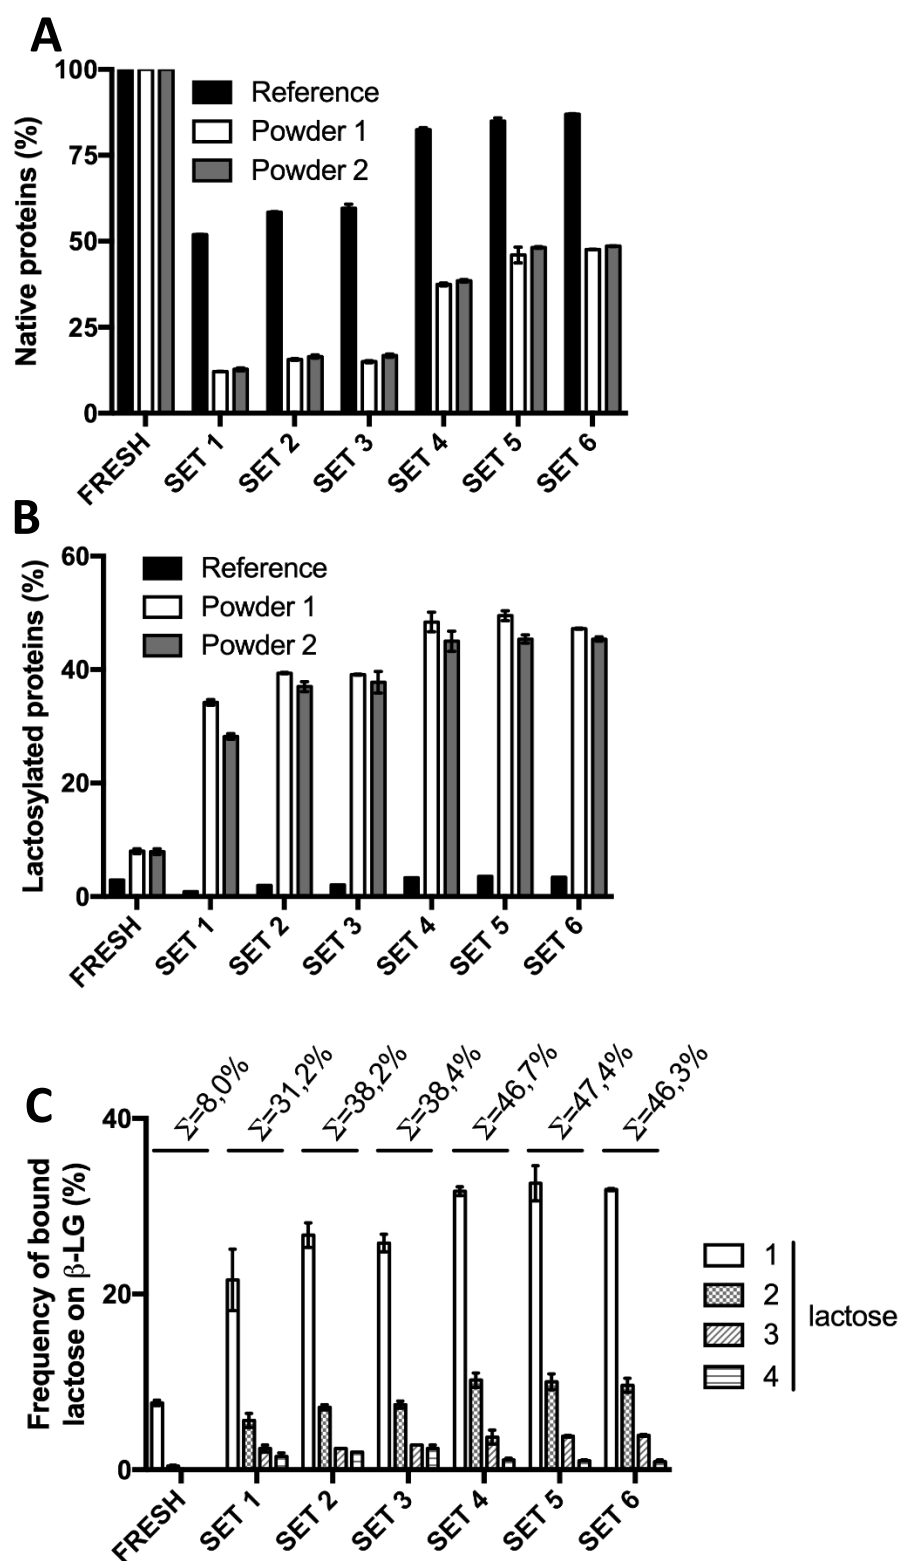 A
Native proteins (%)
100
75
50
25
0
Reference
Powder 1
Powder 2
FRESH
SET 1
SET 2
SET 3
SET 4
SET 5
SET 6
B
Lactosylated proteins (%)
60
40
20
0
Reference
Powder 1
Powder 2
FRESH
SET 1
SET 2
SET 3
SET 4
SET 5
SET 6
C
Frequency of bound
lactose on β-LG (%)
40
20
0
Σ=8,0%
Σ=31,2%
Σ=38,2%
Σ=38,4%
Σ=46,7%
Σ=47,4%
Σ=46,3%
1
2
3
4
lactose
FRESH
SET 1
SET 2
SET 3
SET 4
SET 5
SET 6